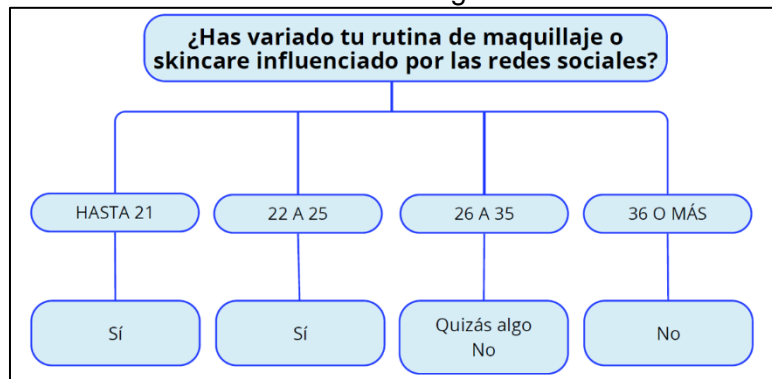 ¿Has variado tu rutina de maquillaje o
skincare influenciado por las redes sociales?
HASTA 21
22 A 25
26 A 35
36 O MÁS
Sí
Sí
Quizás algo
No
No